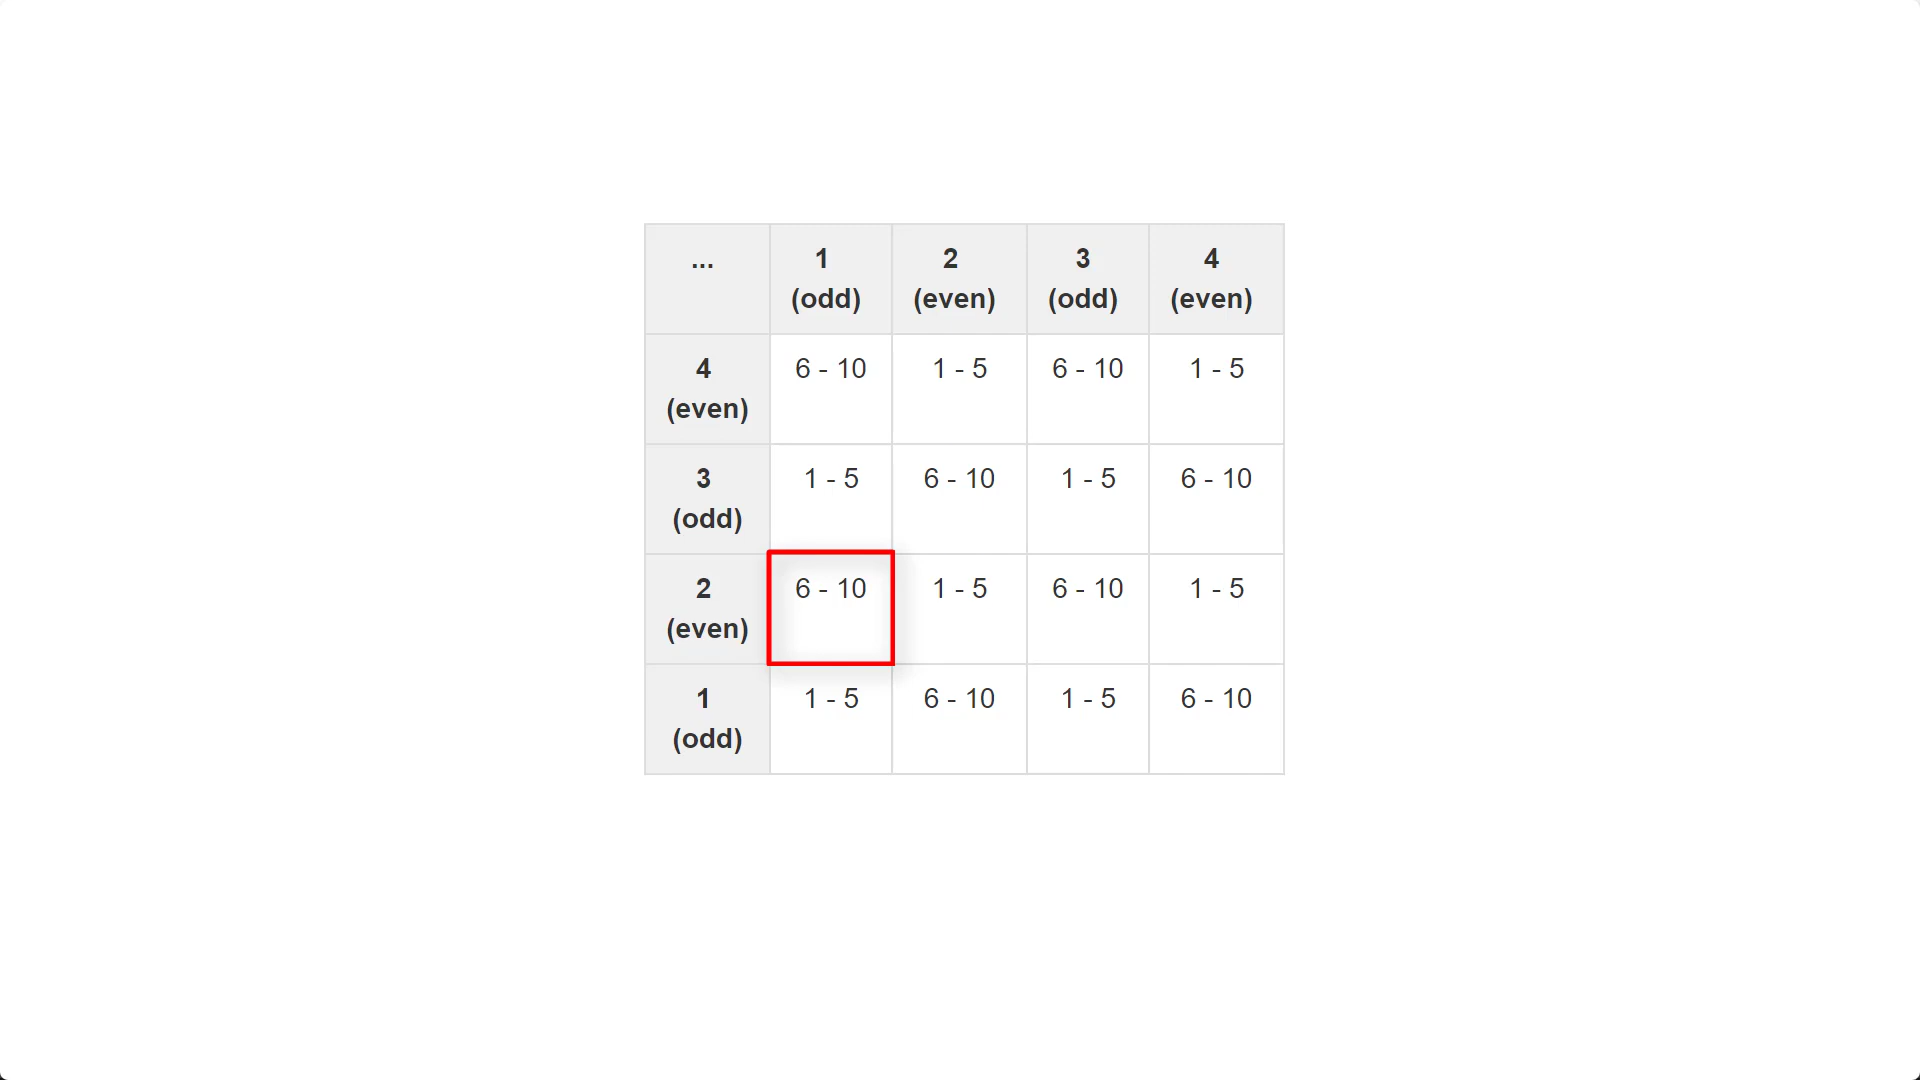 ... 1 2 3 4
(odd) (even) (odd) (even)
4 6 - 10 1 - 5 6 - 10 1 - 5
(even)
3 1 - 5 6 - 10 1 - 5 6 - 10
(odd)
2 6 - 10 1 - 5 6 - 10 1 - 5
(even)
1 1 - 5 6 - 10 1 - 5 6 - 10
(odd)